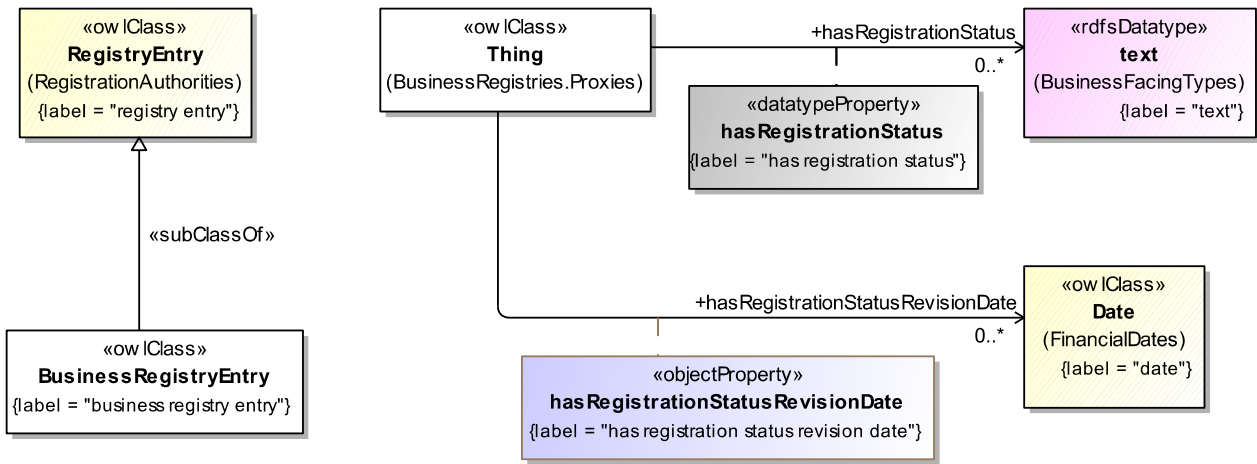 «owlClass»
RegistryEntry
(RegistrationAuthorities)
{label = "registry entry"}
«subClassOf»
«owlClass»
BusinessRegistryEntry
{label = "business registry entry"}
«owlClass»
Thing
(BusinessRegistries.Proxies)
+hasRegistrationStatus
0..*
«datatypeProperty»
hasRegistrationStatus
{label = "has registration status"}
«rdfsDatatype»
text
(BusinessFacingTypes)
{label = "text"}
+hasRegistrationStatusRevisionDate
0..*
«objectProperty»
hasRegistrationStatusRevisionDate
{label = "has registration status revision date"}
«owlClass»
Date
(FinancialDates)
{label = "date"}